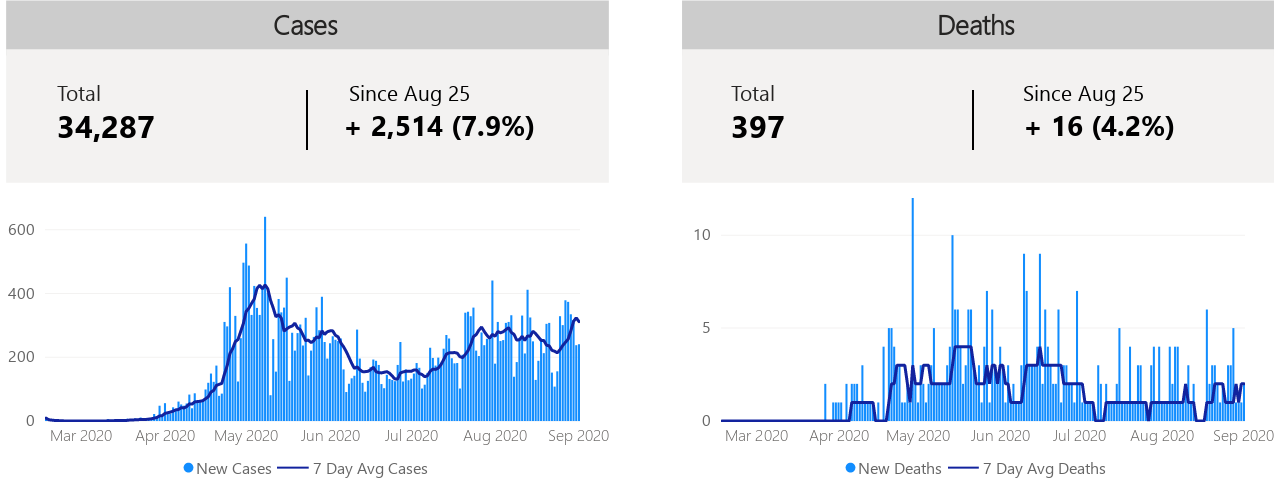 Cases
Total
34,287
Since Aug 25
+ 2,514 (7.9%)
600
400
200
0
Mar 2020 Apr 2020 May 2020 Jun 2020 Jul 2020 Aug 2020 Sep 2020
New Cases 7 Day Avg Cases
Deaths
Total
397
Since Aug 25
+ 16 (4.2%)
10
5
0
Mar 2020 Apr 2020 May 2020 Jun 2020 Jul 2020 Aug 2020 Sep 2020
New Deaths 7 Day Avg Deaths